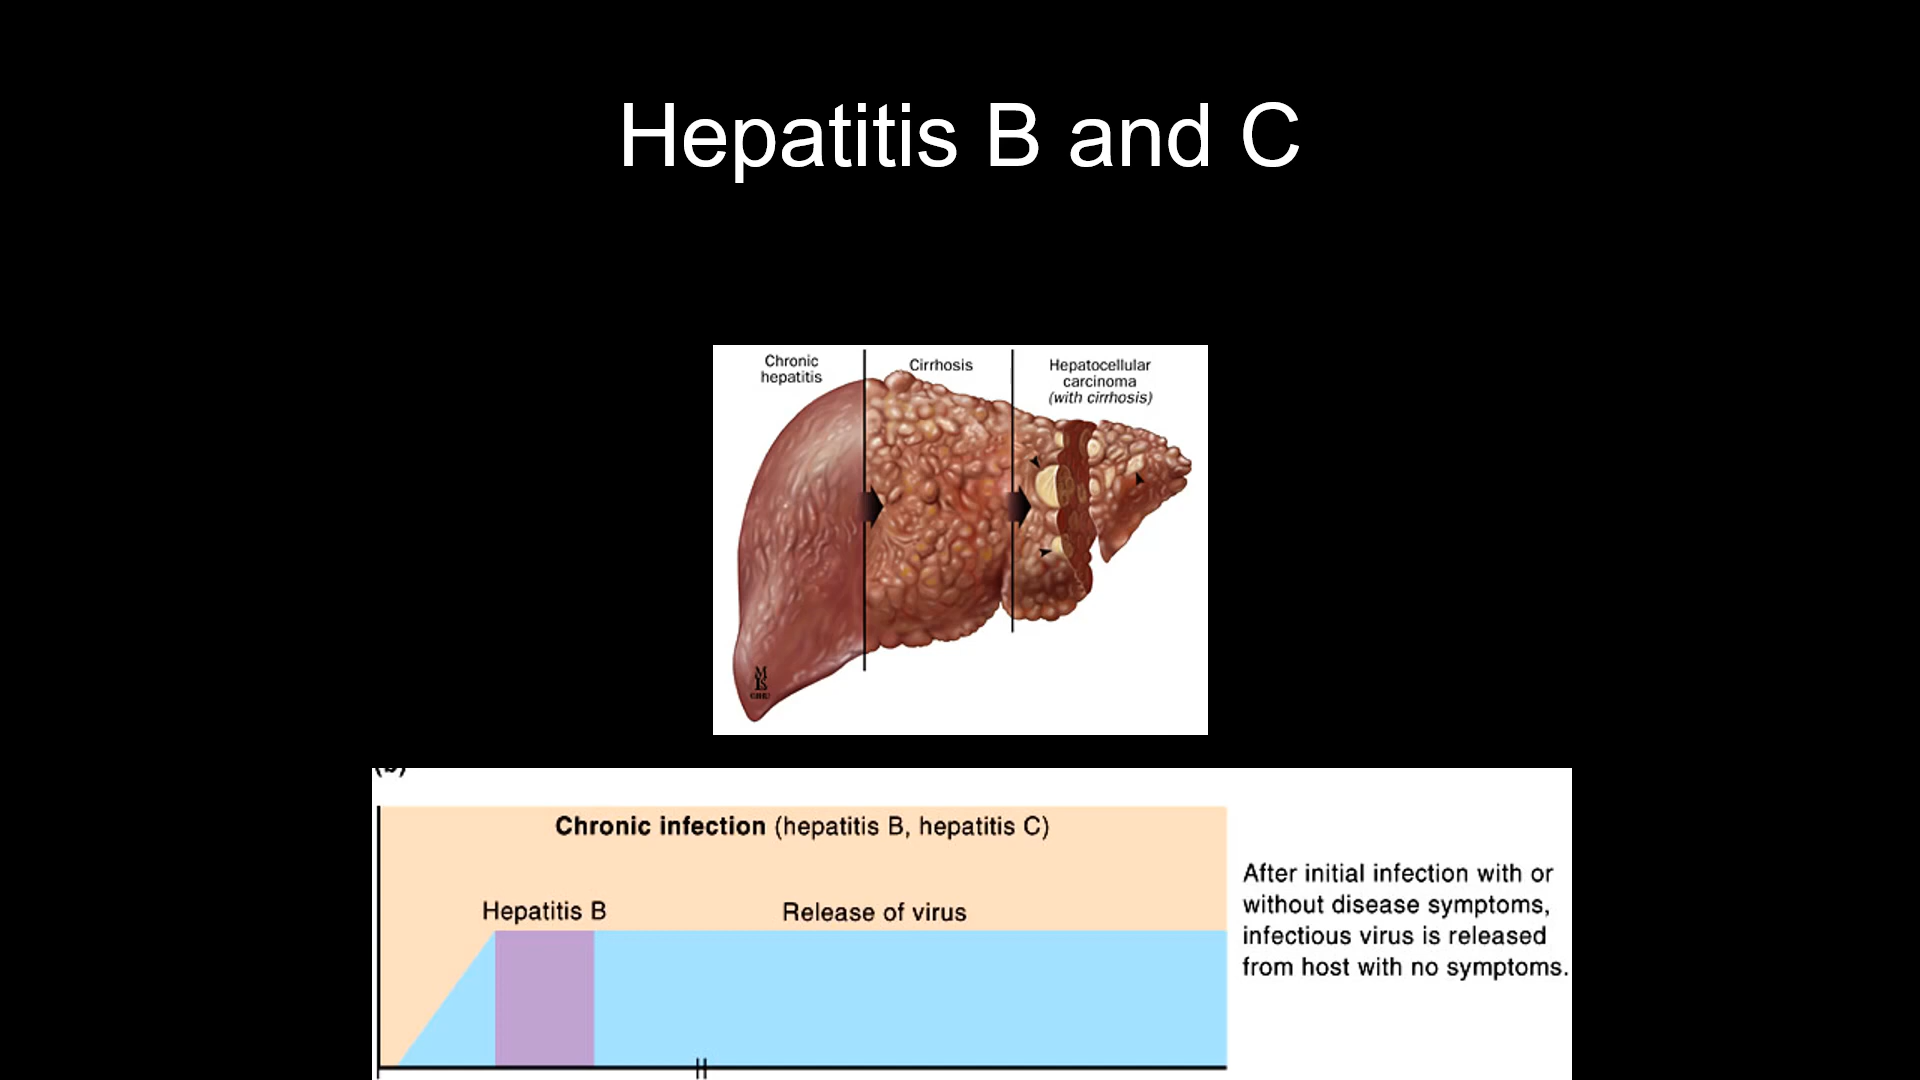 Hepatitis B and C
Chronic
hepatitis
Cirrhosis
Hepatocellular
carcinoma
(with cirrhosis)
(b)
Chronic infection (hepatitis B, hepatitis C)
Hepatitis B
Release of virus
After initial infection with or
without disease symptoms,
infectious virus is released
from host with no symptoms.